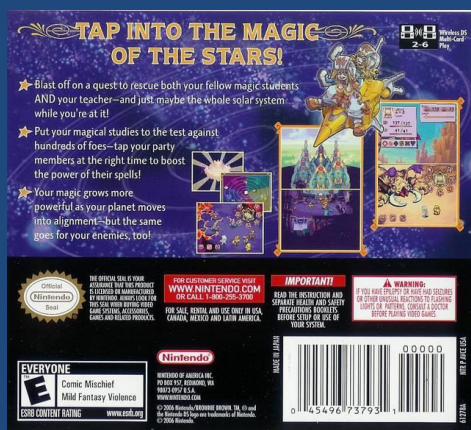 TAP INTO THE MAGIC
OF THE STARS!
Wireless DS
Multi-Card
Play
2-6
Blast off on a quest to rescue both your fellow magic students
AND your teacher—and just maybe the whole solar system
while you're at it!
Put your magical studies to the test against
hundreds of foes—tap your party
members at the right time to boost
the power of their spells!
Your magic grows more
powerful as your planet moves
into alignment—but the same
goes for your enemies, too!
137/137
41/41
Official
Nintendo
Seal
THE OFFICIAL SEAL IS YOUR
ASSURANCE THAT THIS PRODUCT
IS LICENSED OR MANUFACTURED
BY NINTENDO. ALWAYS LOOK FOR
THIS SEAL WHEN BUYING VIDEO
GAME SYSTEMS, ACCESSORIES,
GAMES AND RELATED PRODUCTS.
FOR CUSTOMER SERVICE VISIT
WWW.NINTENDO.COM
OR CALL 1-800-255-3700
FOR SALE, RENTAL AND USE ONLY IN USA,
CANADA, MEXICO AND LATIN AMERICA.
IMPORTANT!
READ THE INSTRUCTION AND
SEPARATE HEALTH AND SAFETY
PRECAUTIONS BOOKLETS
BEFORE SETUP OR USE OF
YOUR SYSTEM.
WARNING:
IF YOU HAVE EPILEPSY OR HAVE HAD SEIZURES
OR OTHER UNUSUAL REACTIONS TO FLASHING
LIGHTS OR PATTERNS, CONSULT A DOCTOR
BEFORE PLAYING VIDEO GAMES.
EVERYONE
E
Comic Mischief
Mild Fantasy Violence
ESRB CONTENT RATING www.esrb.org
Nintendo
NINTENDO OF AMERICA INC.
PO BOX 957, REDMOND, WA
98073-0957 U.S.A.
WWW.NINTENDO.COM
© 2006 Nintendo/BROWNIE BROWN. TM, ® and
the Nintendo DS logo are trademarks of Nintendo.
© 2006 Nintendo.
MADE IN JAPAN
00000
0 45496 73793 1
61278A